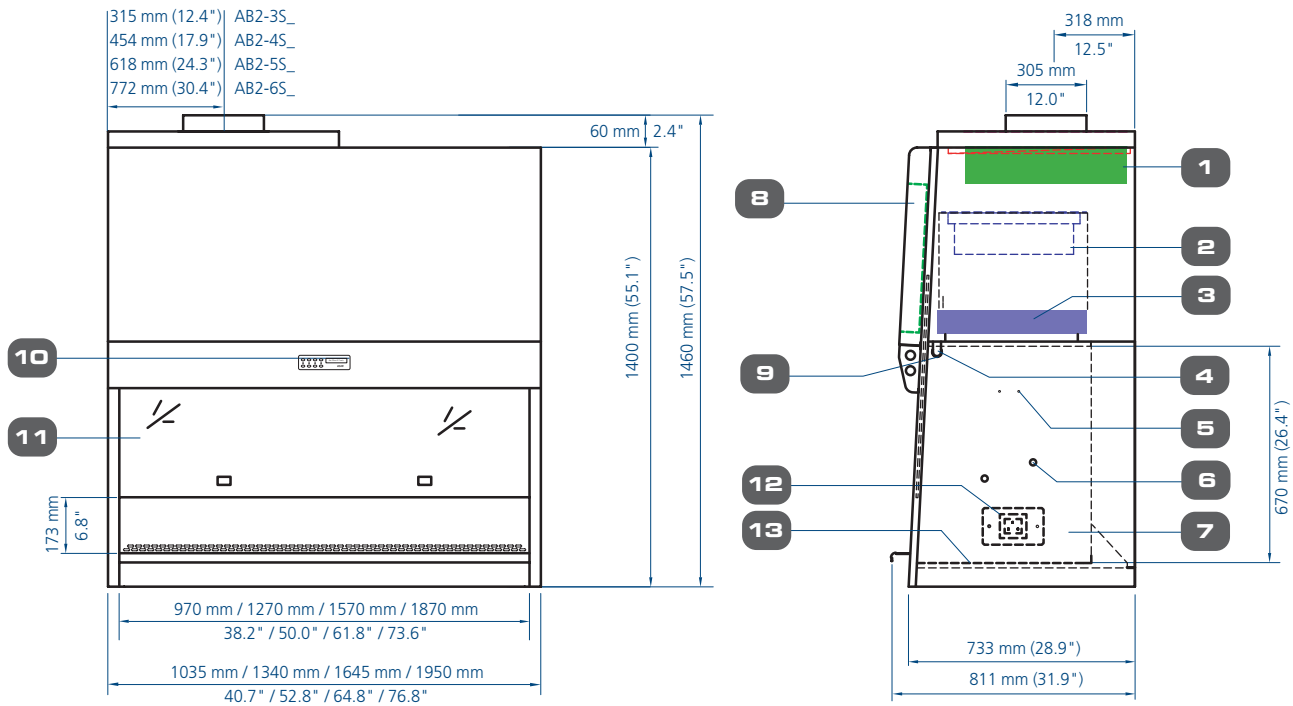 315 mm (12.4") AB2-3S_
454 mm (17.9") AB2-4S_
618 mm (24.3") AB2-5S_
772 mm (30.4") AB2-6S_
60 mm 2.4"
1400 mm (55.1")
1460 mm (57.5")
10
11
173 mm
6.8"
970 mm / 1270 mm / 1570 mm / 1870 mm
38.2" / 50.0" / 61.8" / 73.6"
1035 mm / 1340 mm / 1645 mm / 1950 mm
40.7" / 52.8" / 64.8" / 76.8"
318 mm
12.5"
305 mm
12.0"
1
8
2
3
9
4
5
12
6
13
7
670 mm (26.4")
733 mm (28.9")
811 mm (31.9")